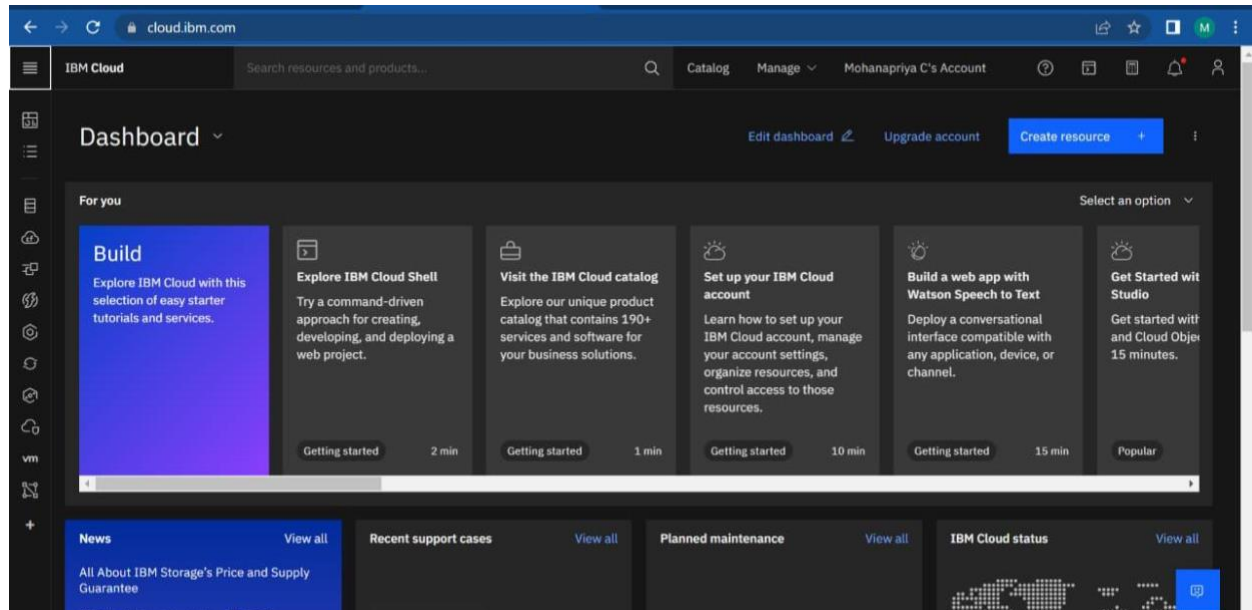 cloud.ibm.com
M
IBM Cloud
Search resources and products...
Catalog
Manage
Mohanapriya C's Account
Dashboard
Edit dashboard
Upgrade account
Create resource +
For you
Select an option
Build
Explore IBM Cloud with this
selection of easy starter
tutorials and services.
Explore IBM Cloud Shell
Try a command-driven
approach for creating,
developing, and deploying a
web project.
Getting started
2 min
Visit the IBM Cloud catalog
Explore our unique product
catalog that contains 190+
services and software for
your business solutions.
Getting started
1 min
Set up your IBM Cloud
account
Learn how to set up your
IBM Cloud account, manage
your account settings,
organize resources, and
control access to those
resources.
Getting started
10 min
Build a web app with
Watson Speech to Text
Deploy a conversational
interface compatible with
any application, device, or
channel.
Getting started
15 min
Get Started wit
Studio
Get started with
and Cloud Obje
15 minutes.
Popular
vm
News
View all
All About IBM Storage's Price and Supply
Guarantee
Recent support cases
View all
Planned maintenance
View all
IBM Cloud status
View all